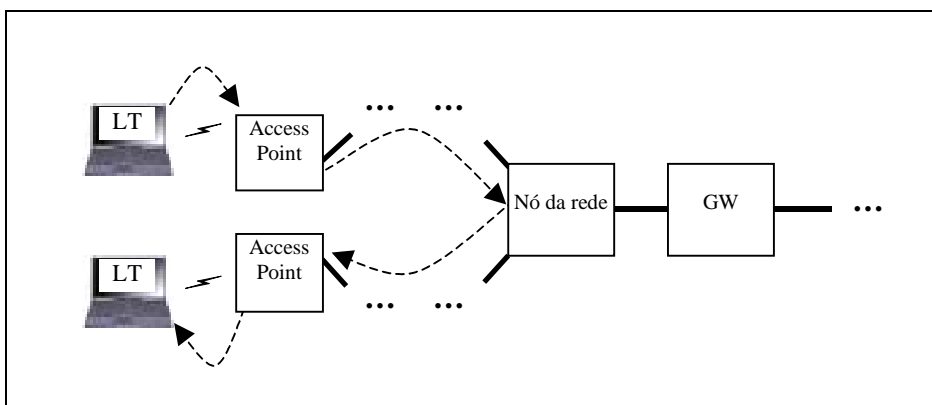 LT
Access
Point
... ...
Nó da rede
GW
...
LT
Access
Point
... ...